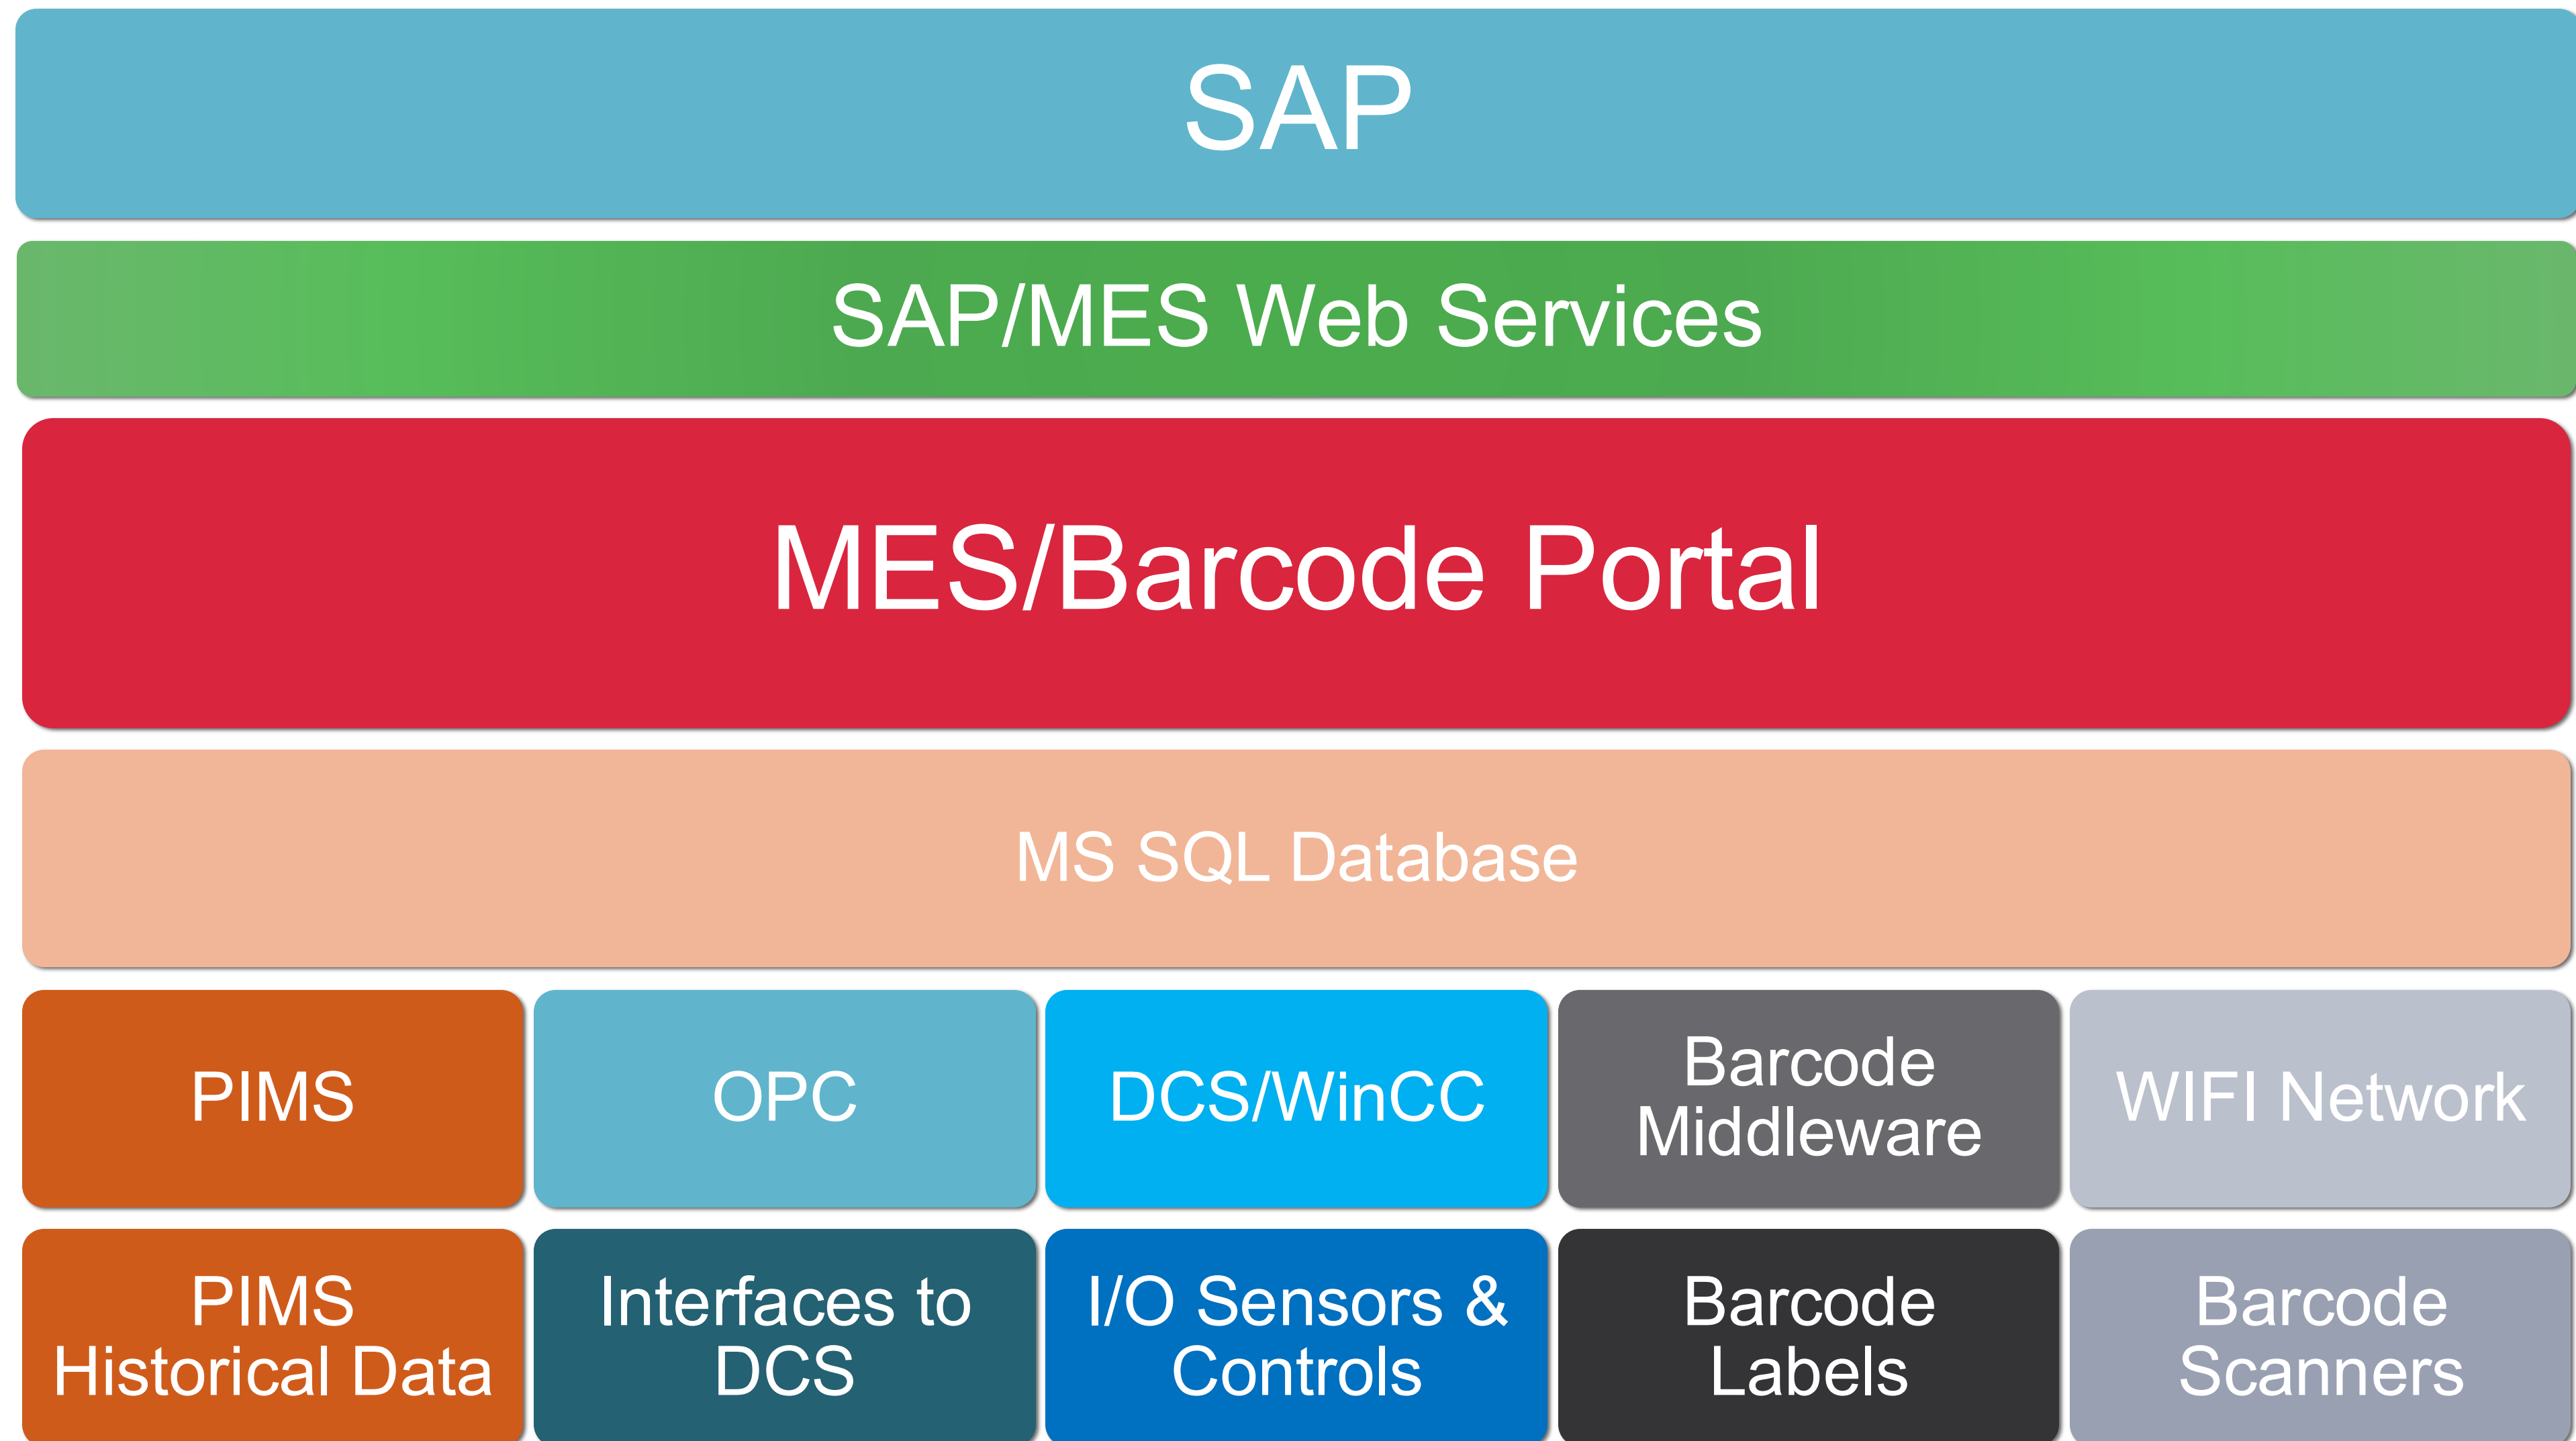 SAP
SAP/MES Web Services
MES/Barcode Portal
MS SQL Database
PIMS
OPC
DCS/WinCC
Barcode
Middleware
WIFI Network
PIMS
Historical Data
Interfaces to
DCS
I/O Sensors &
Controls
Barcode
Labels
Barcode
Scanners